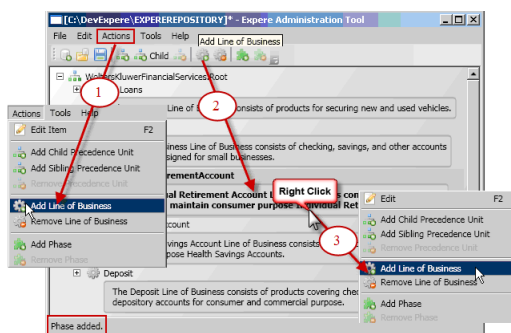 [C:\DevExpere\EXPEREREPOSITORY]* - Expere Administration Tool
File Edit Actions Tools Help
Add Line of Business
Child
WoltersKluwerFinancialServices:Root
Loans
1
2
Line of consists of products for securing new and used vehicles.
Actions Tools Help
Edit Item F2
Add Child Precedence Unit
Add Sibling Precedence Unit
Remove Precedence Unit
Add Line of Business
Remove Line of Business
Add Phase
Remove Phase
siness Line of Business consists of checking, savings, and other accounts
signed for small businesses.
rementAccount
ual Retirement Account
maintain consumer purpose Individual Ret
Right Click
count
vings Account Line of Business consists
pose Health Savings Accounts.
3
Edit F2
Add Child Precedence Unit
Add Sibling Precedence Unit
Remove Precedence Unit
Add Line of Business
Remove Line of Business
Add Phase
Remove Phase
Deposit
The Deposit Line of Business consists of products covering
depository accounts for consumer and commercial purpose.
Phase added.